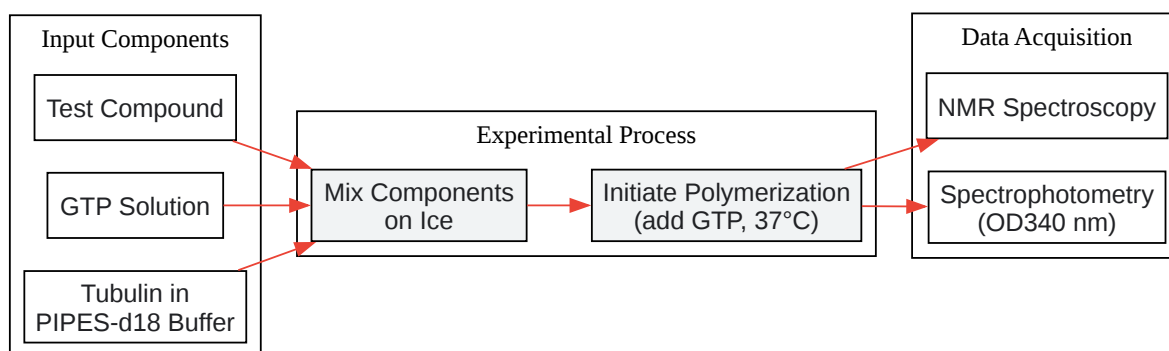 Input Components
Test Compound
GTP Solution
Tubulin in
PIPES-d18 Buffer
Experimental Process
Mix Components
on Ice
Initiate Polymerization
(add GTP, 37°C)
Data Acquisition
NMR Spectroscopy
Spectrophotometry
(OD340 nm)